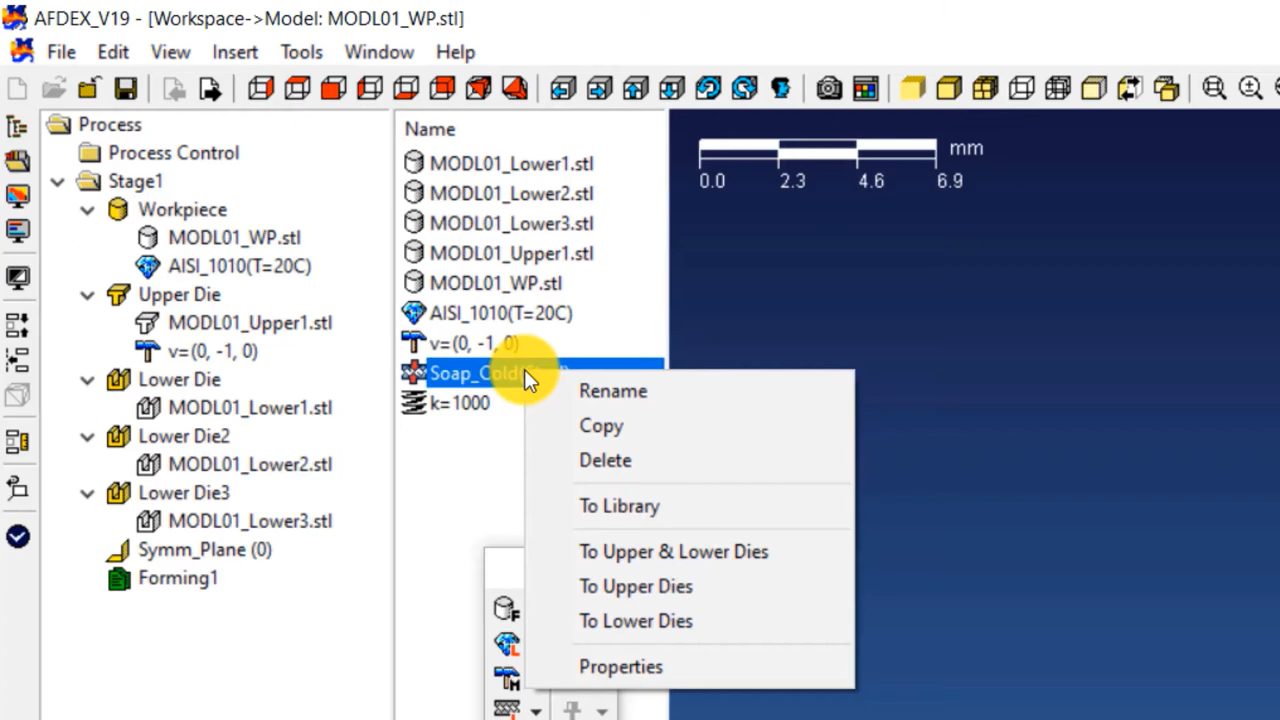 AFDEX_V19 - [Workspace->Model: MODL01_WP.stl]
File Edit View Insert Tools Window Help
Process
Process Control
Stage1
Workpiece
MODL01_WP.stl
AISI_1010(T=20C)
Upper Die
MODL01_Upper1.stl
v=(0, -1, 0)
Lower Die
MODL01_Lower1.stl
Lower Die2
MODL01_Lower2.stl
Lower Die3
MODL01_Lower3.stl
Symm_Plane (0)
Forming1
Name
MODL01_Lower1.stl
MODL01_Lower2.stl
MODL01_Lower3.stl
MODL01_Upper1.stl
MODL01_WP.stl
AISI_1010(T=20C)
v=(0, -1, 0)
Soap_Cold
k=1000
Rename
Copy
Delete
To Library
To Upper & Lower Dies
To Upper Dies
To Lower Dies
Properties
F
L
M
mm
0.0 2.3 4.6 6.9